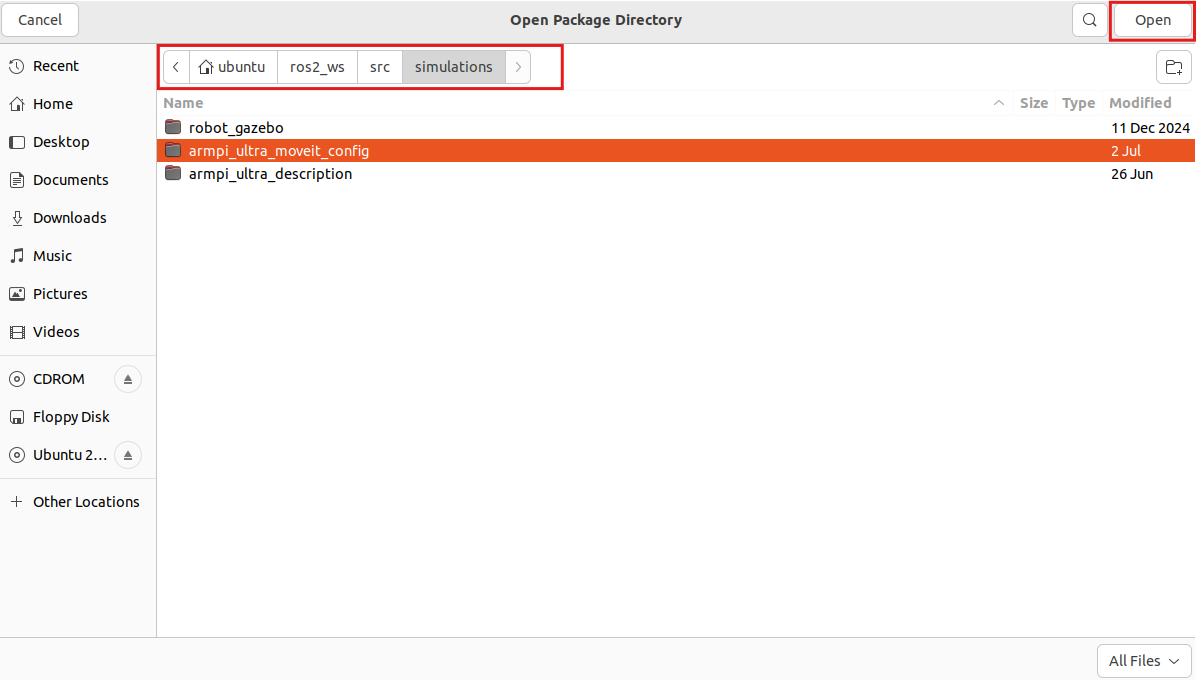 Cancel Open Package Directory Open
Recent
Home
Desktop
Documents
Downloads
Music
Pictures
Videos
CDROM
Floppy Disk
Ubuntu 2...
Other Locations
ubuntu ros2_ws src simulations
Name Size Type Modified
robot_gazebo 11 Dec 2024
armpi_ultra_moveit_config 2 Jul
armpi_ultra_description 26 Jun
All Files